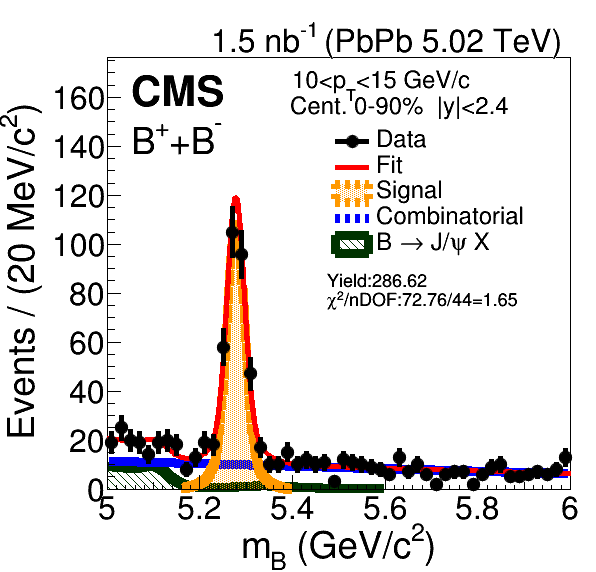 1.5 nb⁻¹ (PbPb 5.02 TeV)
CMS
B⁺+B⁻
10<p_T<15 GeV/c
Cent. 0-90% |y|<2.4
Data
Fit
Signal
Combinatorial
B → J/ψ X
Yield:286.62
χ²/nDOF:72.76/44=1.65
Events / (20 MeV/c²)
160
140
120
100
80
60
40
20
0
5 5.2 5.4 5.6 5.8 6
m_B (GeV/c²)